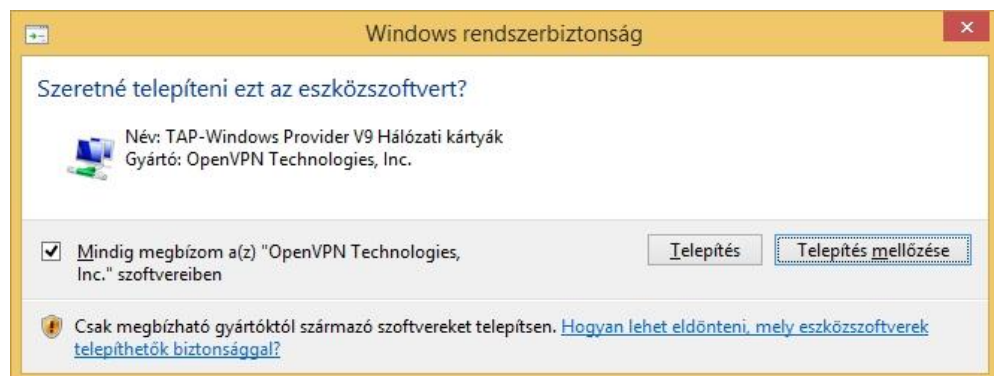 Windows rendszerbiztonság
Szeretné telepíteni ezt az eszközszoftvert?
Név: TAP-Windows Provider V9 Hálózati kártyák
Gyártó: OpenVPN Technologies, Inc.
Mindig megbízom a(z) "OpenVPN Technologies,
Inc." szoftvereiben
Telepítés
Telepítés mellőzése
Csak megbízható gyártóktól származó szoftvereket telepítsen. Hogyan lehet eldönteni, mely eszközszoftverek
telepíthetők biztonsággal?